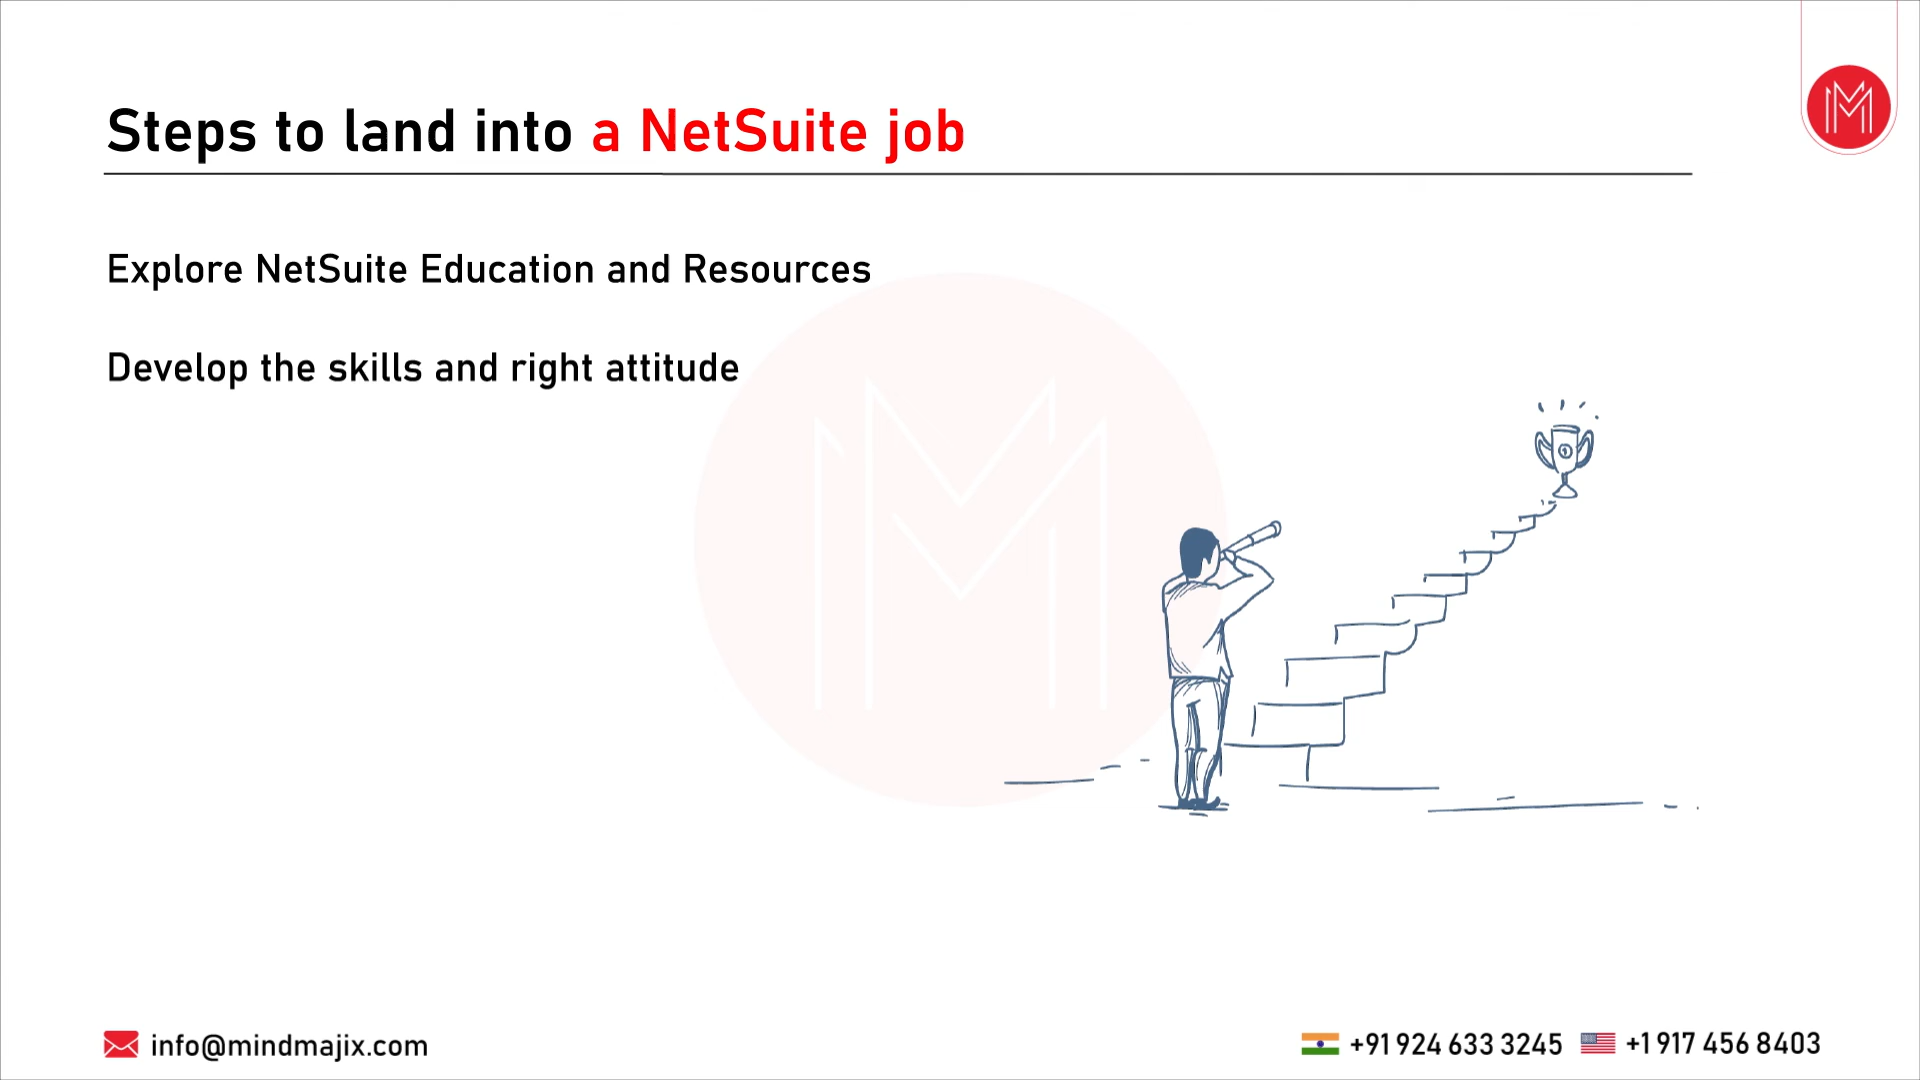 Steps to land into a NetSuite job
Explore NetSuite Education and Resources
Develop the skills and right attitude
info@mindmajix.com
+91 924 633 3245
+1 917 456 8403